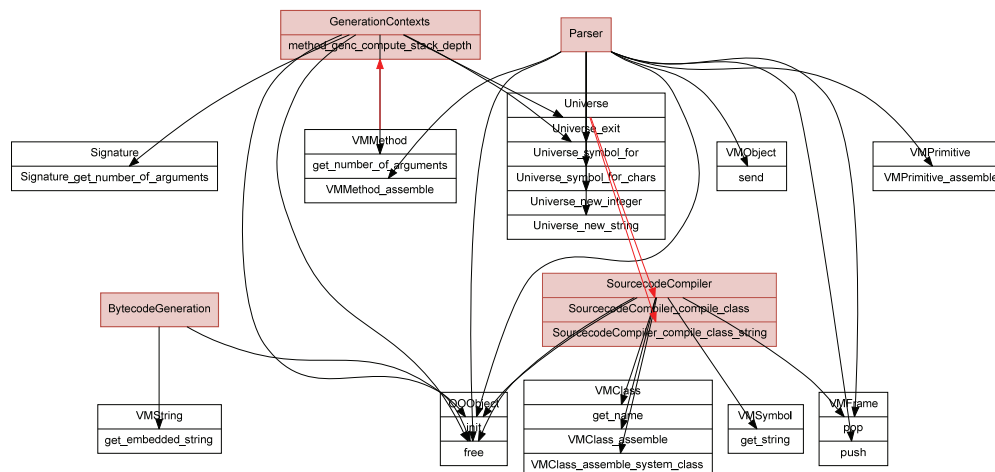 GenerationContexts
method_genc_compute_stack_depth
Parser
Universe
Universe_exit
Universe_symbol_for
Universe_symbol_for_chars
Universe_new_integer
Universe_new_string
Signature
Signature_get_number_of_arguments
VMMethod
get_number_of_arguments
VMMethod_assemble
VMObject
send
VMPrimitive
VMPrimitive_assemble
BytecodeGeneration
SourcecodeCompiler
SourcecodeCompiler_compile_class
SourcecodeCompiler_compile_class_string
VMString
get_embedded_string
OOObject
init
free
VMClass
get_name
VMClass_assemble
VMClass_assemble_system_class
VMSymbol
get_string
VMFrame
pop
push